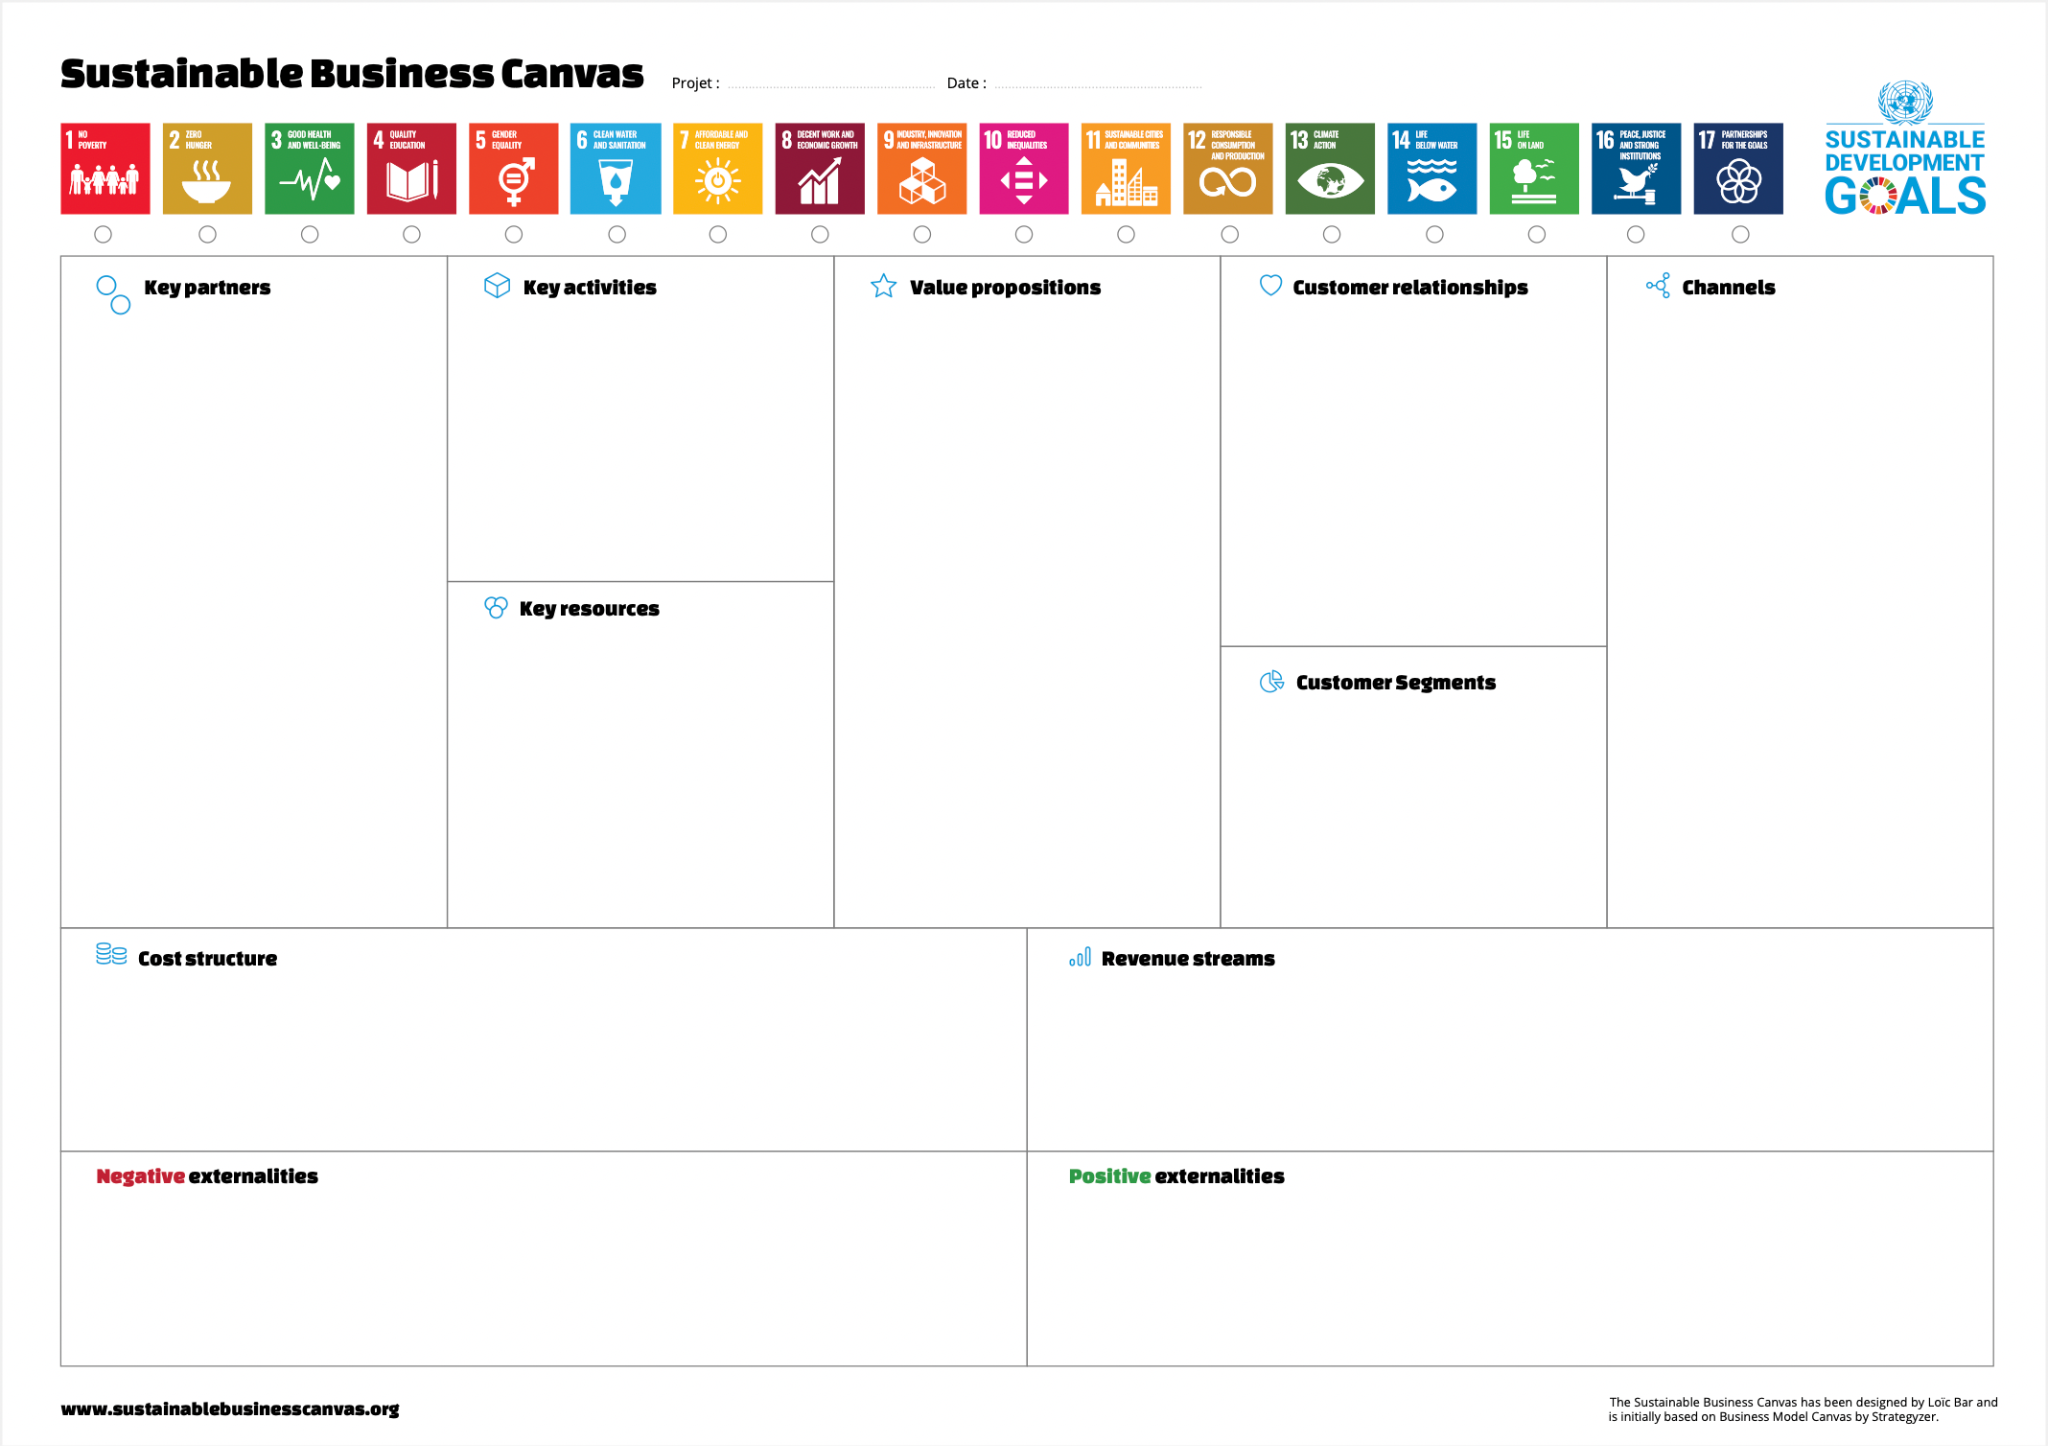 Sustainable Business Canvas
Projet : ........................................ Date : ........................................
1 NO
POVERTY
2 ZERO
HUNGER
3 GOOD HEALTH
AND WELL-BEING
4 QUALITY
EDUCATION
5 GENDER
EQUALITY
6 CLEAN WATER
AND SANITATION
7 AFFORDABLE AND
CLEAN ENERGY
8 DECENT WORK AND
ECONOMIC GROWTH
9 INDUSTRY, INNOVATION
AND INFRASTRUCTURE
10 REDUCED
INEQUALITIES
11 SUSTAINABLE CITIES
AND COMMUNITIES
12 RESPONSIBLE
CONSUMPTION
AND PRODUCTION
13 CLIMATE
ACTION
14 LIFE
BELOW WATER
15 LIFE
ON LAND
16 PEACE, JUSTICE
AND STRONG
INSTITUTIONS
17 PARTNERSHIPS
FOR THE GOALS
SUSTAINABLE
DEVELOPMENT
GOALS
Key partners
Key activities
Value propositions
Customer relationships
Channels
Key resources
Customer Segments
Cost structure
Revenue streams
Negative externalities
Positive externalities
www.sustainablebusinesscanvas.org
The Sustainable Business Canvas has been designed by Loïc Bar and
is initially based on Business Model Canvas by Strategyzer.